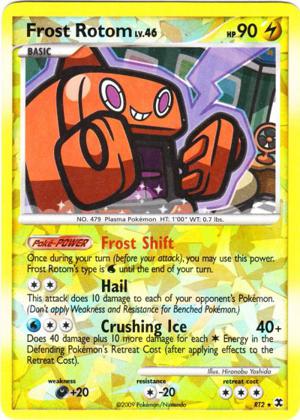 Frost Rotom LV.46
HP 90
BASIC
NO. 479 Plasma Pokémon HT: 1'00" WT: 0.7 lbs.
Poké-POWER Frost Shift
Once during your turn (before your attack), you may use this power.
Frost Rotom's type is until the end of your turn.
Hail
This attack does 10 damage to each of your opponent's Pokémon.
(Don't apply Weakness and Resistance for Benched Pokémon.)
Crushing Ice 40+
Does 40 damage plus 10 more damage for each Energy in
the Defending Pokémon's Retreat Cost (after applying effects to
the Retreat Cost).
Illus. Hironobu Yoshida
weakness resistance retreat cost
+20 -20
©2009 Pokémon/Nintendo
RT2